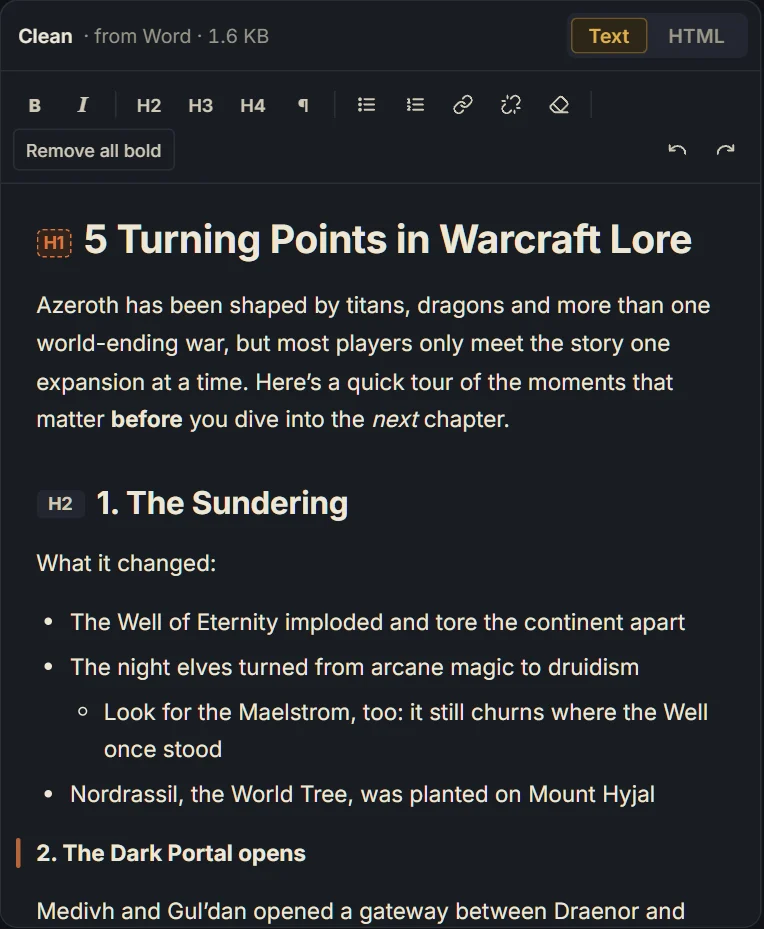 Clean · from Word · 1.6 KB
Text HTML
B I H2 H3 H4 ¶
Remove all bold
H1 5 Turning Points in Warcraft Lore
Azeroth has been shaped by titans, dragons and more than one
world-ending war, but most players only meet the story one
expansion at a time. Here’s a quick tour of the moments that
matter before you dive into the next chapter.
H2 1. The Sundering
What it changed:
• The Well of Eternity imploded and tore the continent apart
• The night elves turned from arcane magic to druidism
◦ Look for the Maelstrom, too: it still churns where the Well
once stood
• Nordrassil, the World Tree, was planted on Mount Hyjal
2. The Dark Portal opens
Medivh and Gul’dan opened a gateway between Draenor and